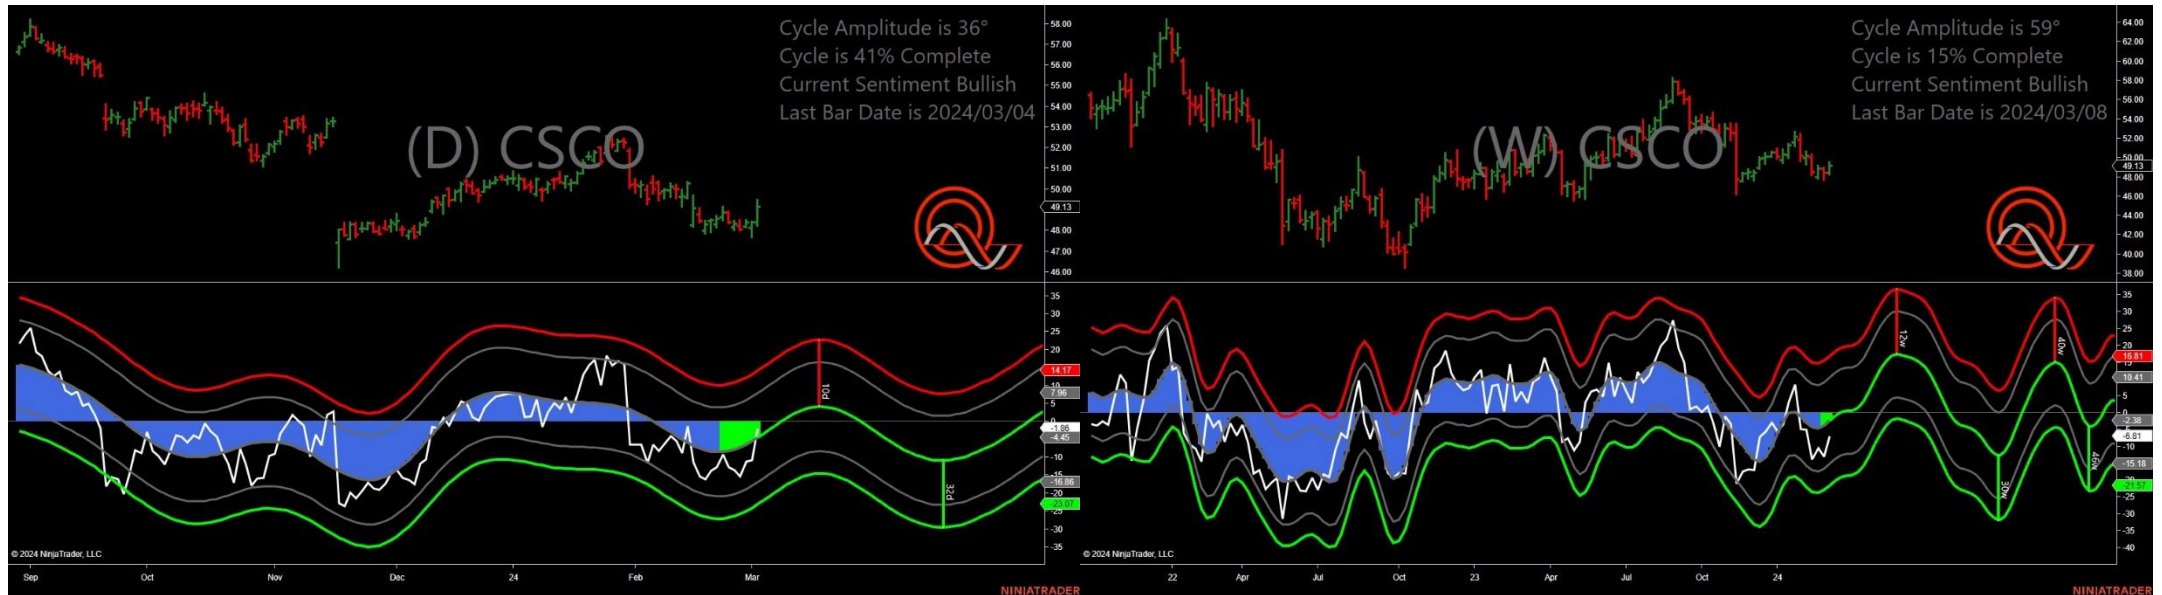 Cycle Amplitude is 36°
Cycle is 41% Complete
Current Sentiment Bullish
Last Bar Date is 2024/03/04
(D) CSCO
58.00
57.00
56.00
55.00
54.00
53.00
52.00
51.00
50.00
49.13
48.00
47.00
46.00
35
30
25
20
14.17
10
7.96
5
-1.86
-4.45
-10
-15
-16.86
-20
-23.07
-25
-30
-35
10d
32d
© 2024 NinjaTrader, LLC
Sep Oct Nov Dec 24 Feb Mar
NINJATRADER
Cycle Amplitude is 59°
Cycle is 15% Complete
Current Sentiment Bullish
Last Bar Date is 2024/03/08
(W) CSCO
64.00
62.00
60.00
58.00
56.00
54.00
52.00
50.00
49.13
48.00
46.00
44.00
42.00
40.00
38.00
35
30
25
20
16.81
15
10.41
5
0
-2.38
-6.81
-10
-15.18
-21.57
-25
-30
-35
-40
12w
40w
30w
46w
© 2024 NinjaTrader, LLC
22 Apr Jul Oct 23 Apr Jul Oct 24
NINJATRADER